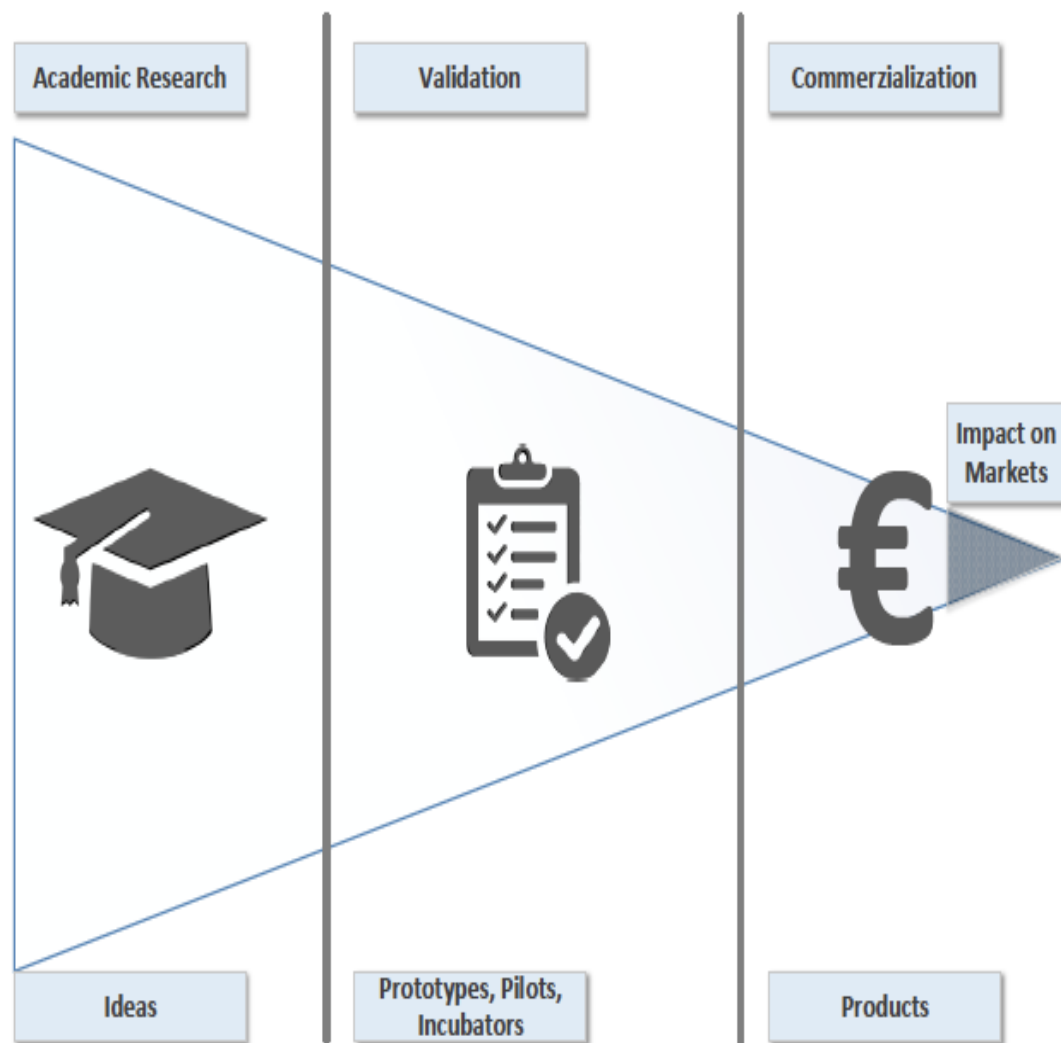 Academic Research
Validation
Commerzialization
Impact on
Markets
Ideas
Prototypes, Pilots,
Incubators
Products